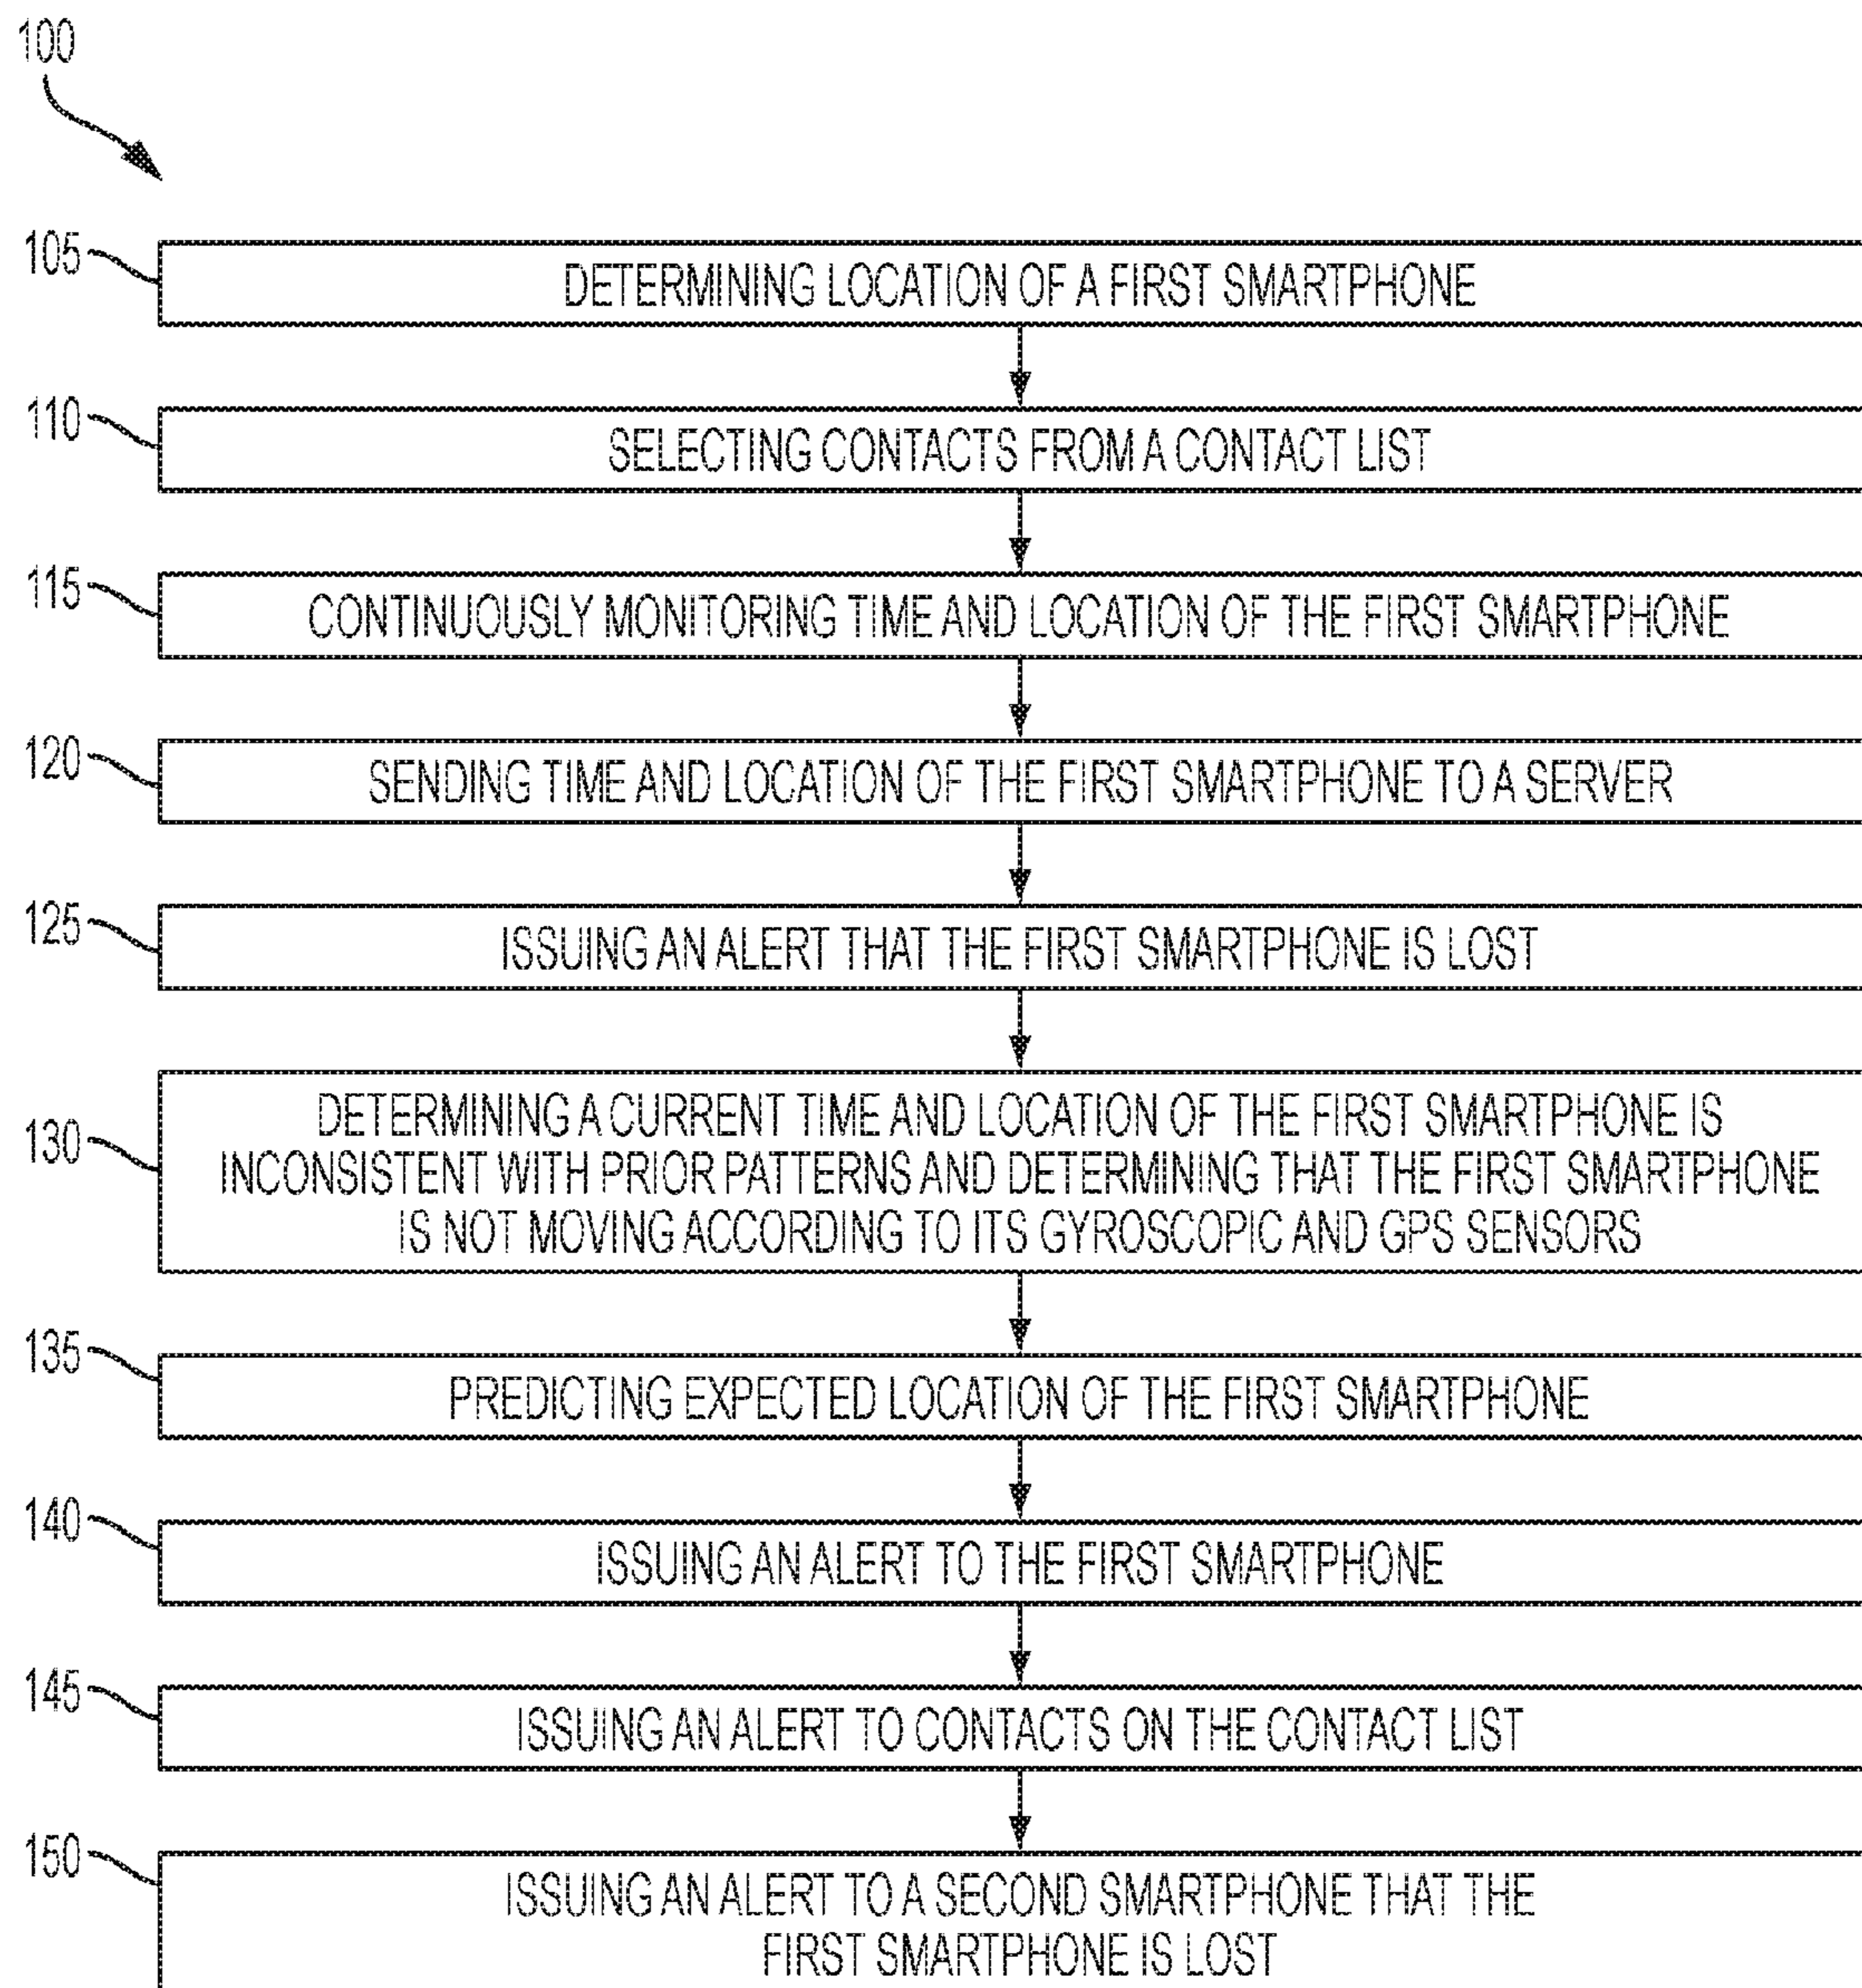 100
105
DETERMINING LOCATION OF A FIRST SMARTPHONE
110
SELECTING CONTACTS FROM A CONTACT LIST
115
CONTINUOUSLY MONITORING TIME AND LOCATION OF THE FIRST SMARTPHONE
120
SENDING TIME AND LOCATION OF THE FIRST SMARTPHONE TO A SERVER
125
ISSUING AN ALERT THAT THE FIRST SMARTPHONE IS LOST
130
DETERMINING A CURRENT TIME AND LOCATION OF THE FIRST SMARTPHONE IS
INCONSISTENT WITH PRIOR PATTERNS AND DETERMINING THAT THE FIRST SMARTPHONE
IS NOT MOVING ACCORDING TO ITS GYROSCOPIC AND GPS SENSORS
135
PREDICTING EXPECTED LOCATION OF THE FIRST SMARTPHONE
140
ISSUING AN ALERT TO THE FIRST SMARTPHONE
145
ISSUING AN ALERT TO CONTACTS ON THE CONTACT LIST
150
ISSUING AN ALERT TO A SECOND SMARTPHONE THAT THE
FIRST SMARTPHONE IS LOST